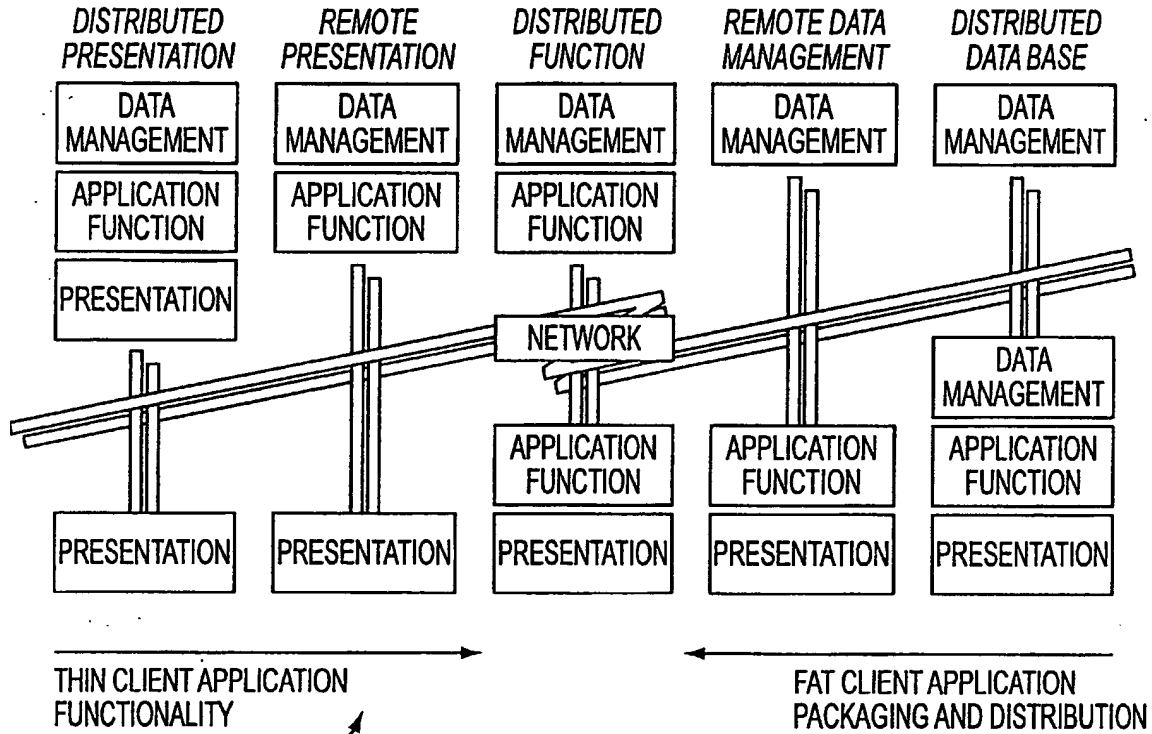 DISTRIBUTED
PRESENTATION
REMOTE
PRESENTATION
DISTRIBUTED
FUNCTION
REMOTE DATA
MANAGEMENT
DISTRIBUTED
DATA BASE
DATA
MANAGEMENT
DATA
MANAGEMENT
DATA
MANAGEMENT
DATA
MANAGEMENT
DATA
MANAGEMENT
APPLICATION
FUNCTION
APPLICATION
FUNCTION
APPLICATION
FUNCTION
PRESENTATION
NETWORK
DATA
MANAGEMENT
APPLICATION
FUNCTION
APPLICATION
FUNCTION
APPLICATION
FUNCTION
PRESENTATION
PRESENTATION
PRESENTATION
PRESENTATION
PRESENTATION
THIN CLIENT APPLICATION
FUNCTIONALITY
FAT CLIENT APPLICATION
PACKAGING AND DISTRIBUTION